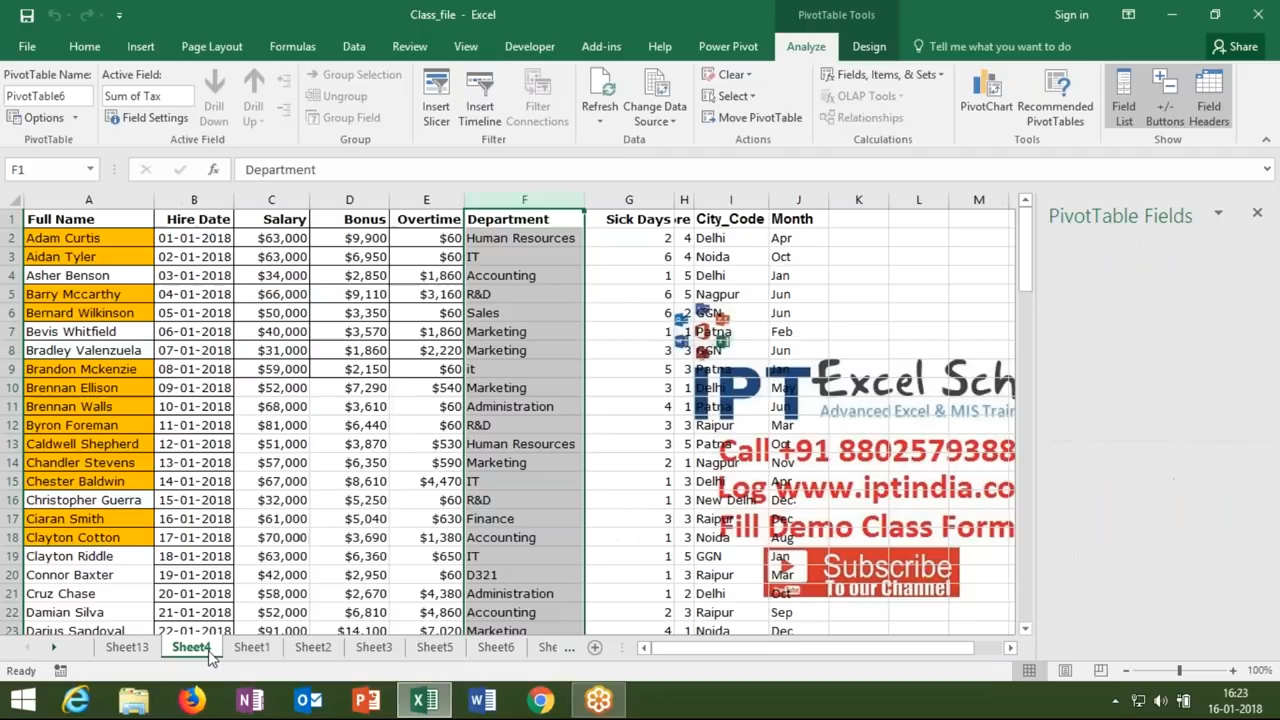 Class_file - Excel
PivotTable Tools
Sign in
File Home Insert Page Layout Formulas Data Review View Developer Add-ins Help Power Pivot Analyze Design Tell me what you want to do Share
PivotTable Name:
PivotTable6
Options
PivotTable
Active Field:
Sum of Tax
Field Settings
Drill Down
Drill Up
Active Field
Group Selection
Ungroup
Group Field
Group
Insert Slicer
Insert Timeline
Filter Connections
Filter
Refresh
Change Data Source
Data
Clear
Select
Move PivotTable
Actions
Fields, Items, & Sets
OLAP Tools
Relationships
Calculations
PivotChart
Recommended PivotTables
Tools
Field List
+/- Buttons
Field Headers
Show
F1 fx Department
A B C D E F G H I J K L M
1 Full Name Hire Date Salary Bonus Overtime Department Sick Days re City_Code Month
2 Adam Curtis 01-01-2018 $63,000 $9,900 $60 Human Resources 2 4 Delhi Apr
3 Aidan Tyler 02-01-2018 $63,000 $6,950 $60 IT 6 4 Noida Oct
4 Asher Benson 03-01-2018 $34,000 $2,850 $1,860 Accounting 1 5 Delhi Jan
5 Barry Mccarthy 04-01-2018 $66,000 $9,110 $3,160 R&D 6 5 Nagpur Jun
6 Bernard Wilkinson 05-01-2018 $50,000 $3,350 $60 Sales 6 2 GGN Jun
7 Bevis Whitfield 06-01-2018 $40,000 $3,570 $1,860 Marketing 1 1 Patna Feb
8 Bradley Valenzuela 07-01-2018 $31,000 $1,860 $2,220 Marketing 3 3 GGN Jun
9 Brandon Mckenzie 08-01-2018 $59,000 $2,150 $60 it 5 3 Patna Jan
10 Brennan Ellison 09-01-2018 $52,000 $7,290 $540 Marketing 3 1 Delhi May
11 Brennan Walls 10-01-2018 $68,000 $3,610 $60 Administration 4 1 Patna Jun
12 Byron Foreman 11-01-2018 $81,000 $6,440 $60 R&D 3 3 Raipur Mar
13 Caldwell Shepherd 12-01-2018 $51,000 $3,870 $530 Human Resources 3 5 Patna Oct
14 Chandler Stevens 13-01-2018 $57,000 $6,350 $590 Marketing 2 1 Nagpur Nov
15 Chester Baldwin 14-01-2018 $67,000 $8,610 $4,470 IT 1 3 Delhi Apr
16 Christopher Guerra 15-01-2018 $32,000 $5,250 $60 R&D 1 3 New Delhi Dec
17 Ciaran Smith 16-01-2018 $61,000 $5,040 $630 Finance 3 3 Raipur Dec
18 Clayton Cotton 17-01-2018 $70,000 $3,690 $1,380 Accounting 1 3 Noida Aug
19 Clayton Riddle 18-01-2018 $63,000 $6,360 $650 IT 1 5 GGN Jan
20 Connor Baxter 19-01-2018 $42,000 $2,950 $60 D321 1 3 Raipur Mar
21 Cruz Chase 20-01-2018 $58,000 $2,670 $4,380 Administration 1 2 Delhi Oct
22 Damian Silva 21-01-2018 $52,000 $6,810 $4,860 Accounting 2 3 Raipur Sep
23 Darius Sandoval 22-01-2018 $91,000 $14,100 $7,020 Marketing 4 1 Noida Dec
IPT Excel Sch
Advanced Excel & MIS Train
Call +91 8802579388
Log www.iptindia.co
Fill Demo Class Form
Subscribe
To our Channel
PivotTable Fields
Sheet13 Sheet4 Sheet1 Sheet2 Sheet3 Sheet5 Sheet6 She ...
Ready
100%
16:23
16-01-2018